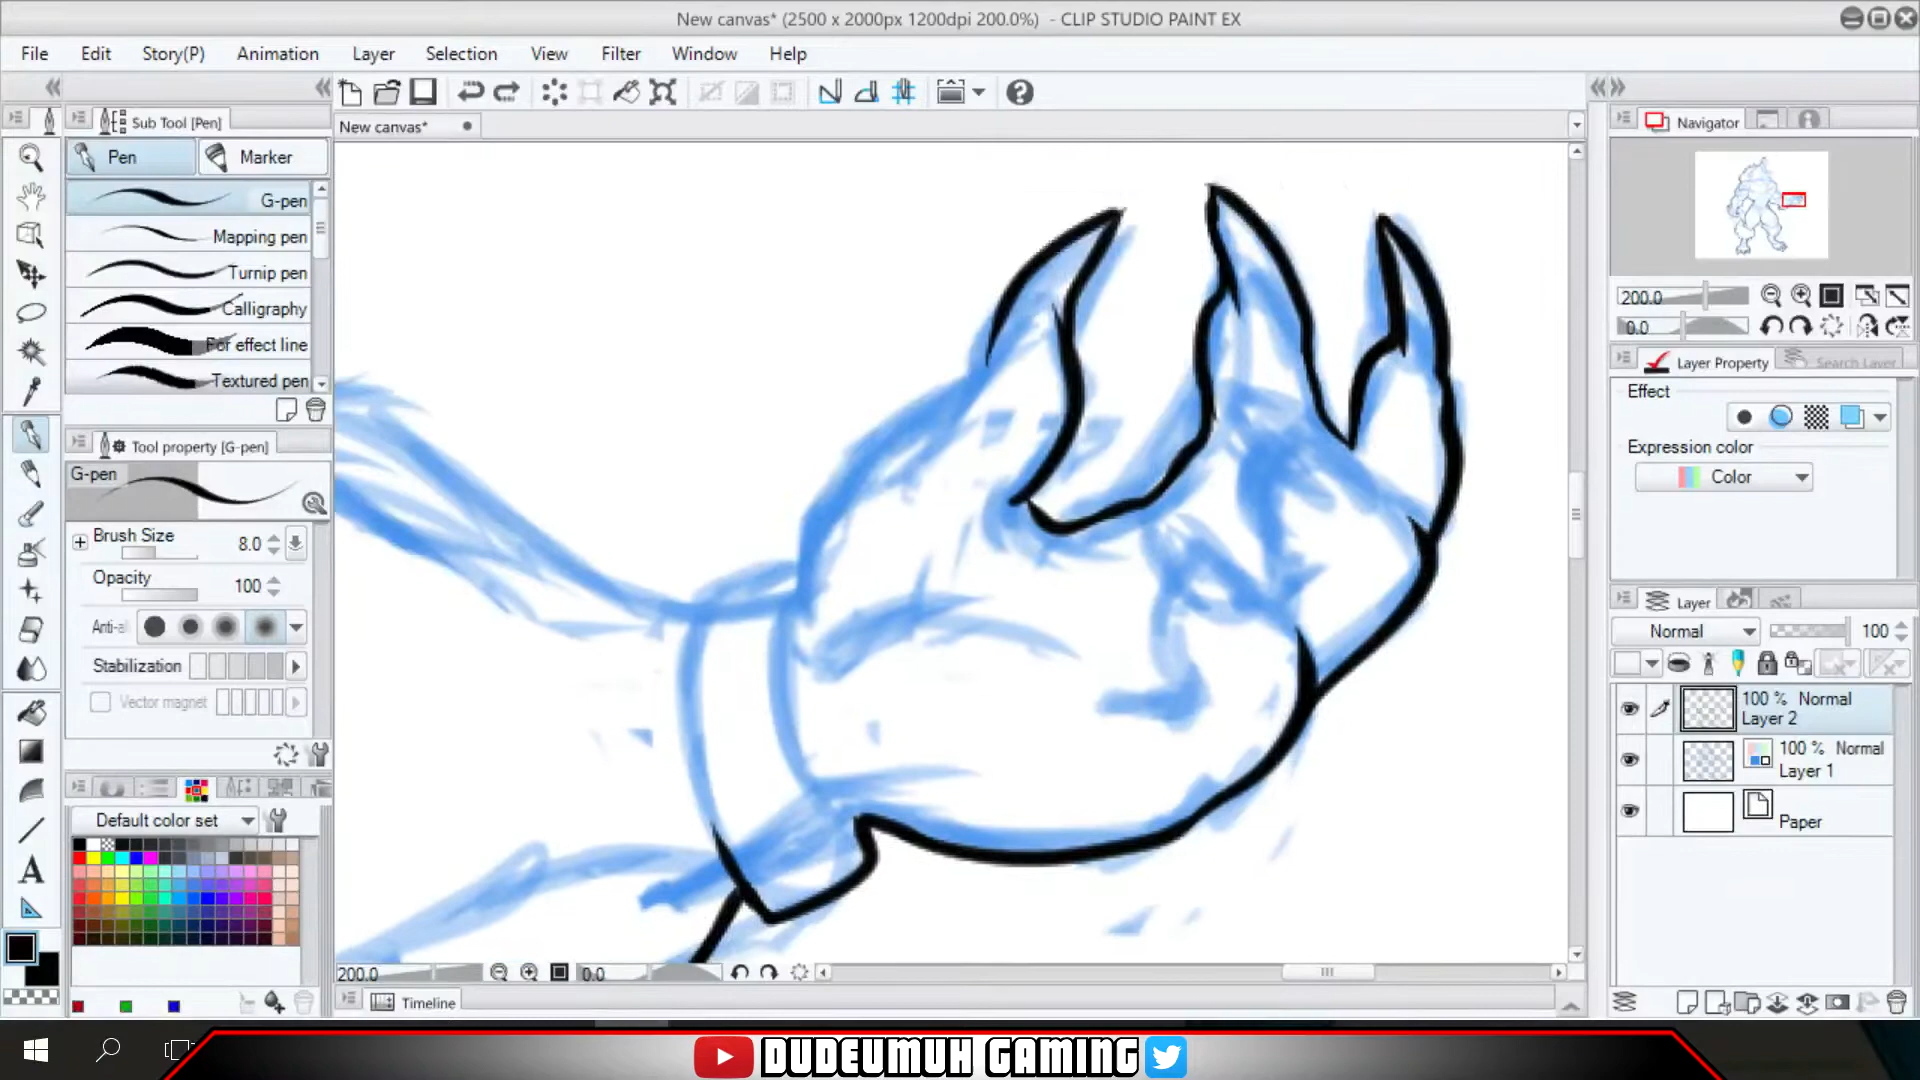 New canvas* (2500 x 2000px 1200dpi 200.0%) - CLIP STUDIO PAINT EX
File Edit Story(P) Animation Layer Selection View Filter Window Help
Sub Tool [Pen]
New canvas*
Navigator
Pen Marker
G-pen
Mapping pen
Turnip pen
Calligraphy
For effect line
Textured pen
200.0
0.0
Layer Property Search Layer
Effect
Expression color
Color
Tool property [G-pen]
G-pen
Brush Size 8.0
Opacity 100
Anti-a
Stabilization
Vector magnet
Layer
Normal 100
100 % Normal
Layer 2
100 % Normal
Layer 1
Paper
Default color set
200.0 0.0
Timeline
DUDEUMUH GAMING